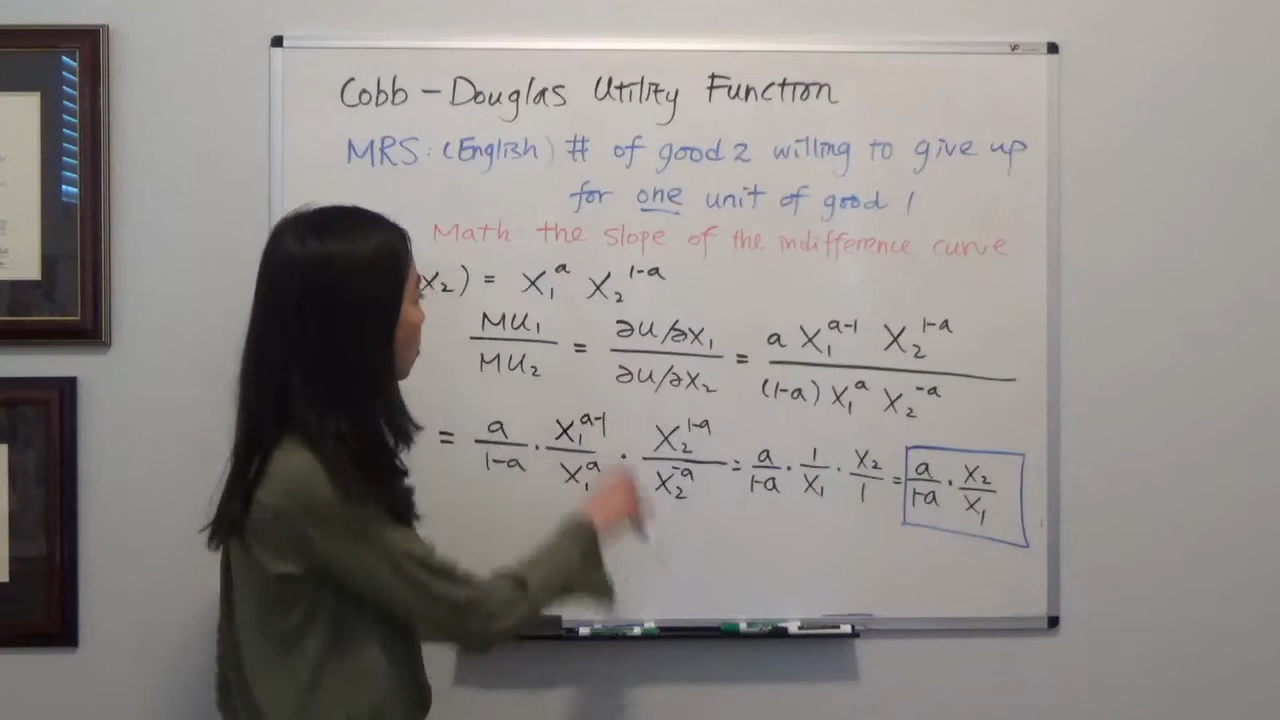 Cobb-Douglas Utility Function
MRS: (English) # of good 2 willing to give up
for one unit of good 1
Math the slope of the indifference curve
x₂) = x₁^a x₂^(1-a)
MU₁/MU₂ = (∂u/∂x₁)/(∂u/∂x₂) = (a x₁^(a-1) x₂^(1-a))/((1-a) x₁^a x₂^(-a))
= a/(1-a) · x₁^(a-1)/x₁^a · x₂^(1-a)/x₂^(-a) = a/(1-a) · 1/x₁ · x₂/1 = a/(1-a) · x₂/x₁